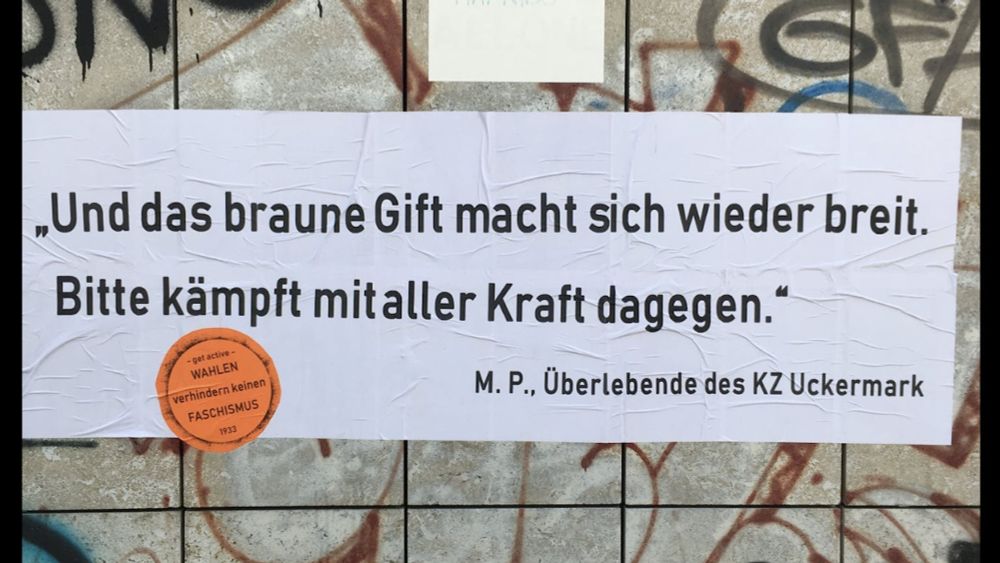 „Und das braune Gift macht sich wieder breit.
Bitte kämpft mit aller Kraft dagegen.“
M. P., Überlebende des KZ Uckermark
- get active -
WAHLEN
verhindern keinen
FASCHISMUS
1933